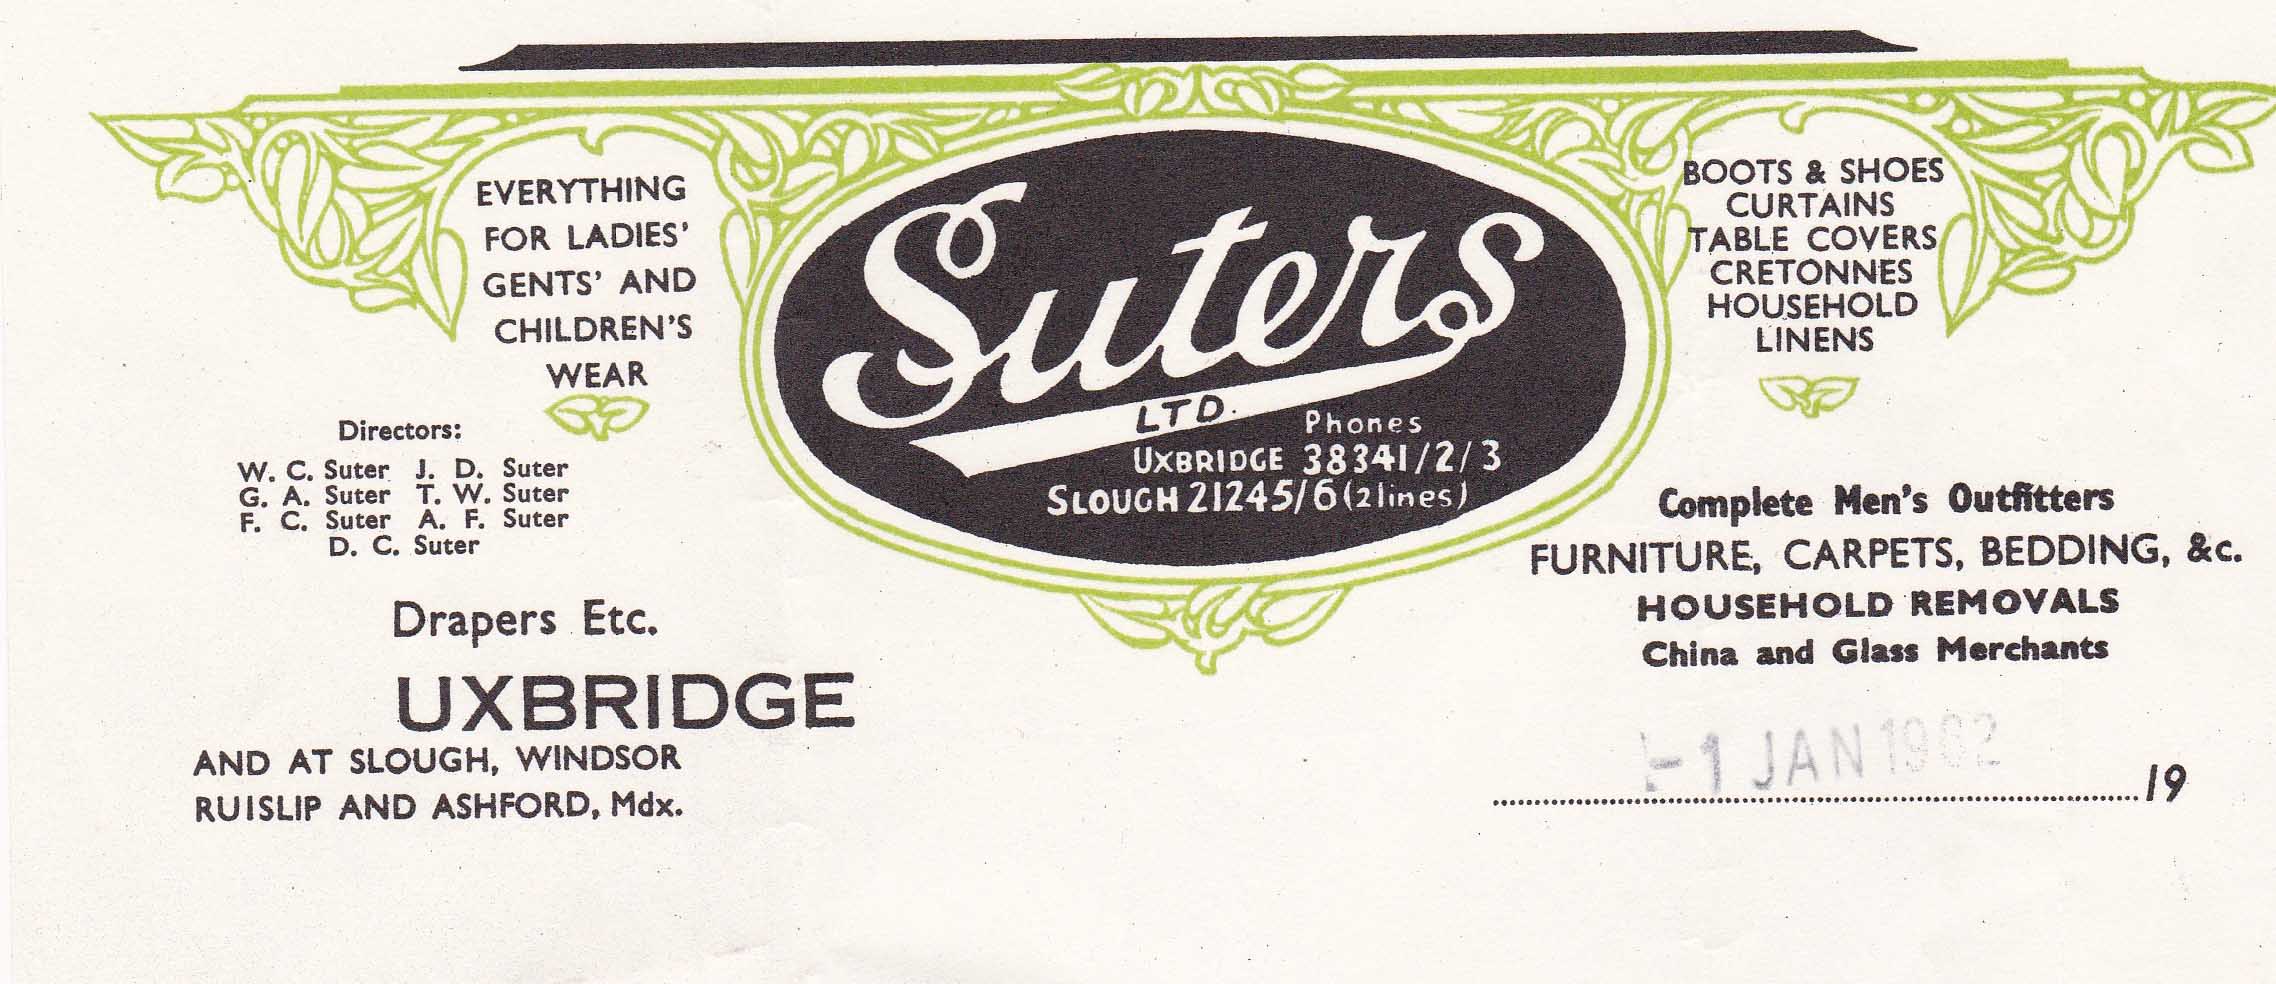 EVERYTHING
FOR LADIES'
GENTS' AND
CHILDREN'S
WEAR
Suters
LTD.
Phones
UXBRIDGE 38341/2/3
SLOUGH 21245/6 (2 lines)
BOOTS & SHOES
CURTAINS
TABLE COVERS
CRETONNES
HOUSEHOLD
LINENS
Directors:
W. C. Suter J. D. Suter
G. A. Suter T. W. Suter
F. C. Suter A. F. Suter
D. C. Suter
Drapers Etc.
UXBRIDGE
AND AT SLOUGH, WINDSOR
RUISLIP AND ASHFORD, Mdx.
Complete Men's Outfitters
FURNITURE, CARPETS, BEDDING, &c.
HOUSEHOLD REMOVALS
China and Glass Merchants
-1 JAN 1962
19